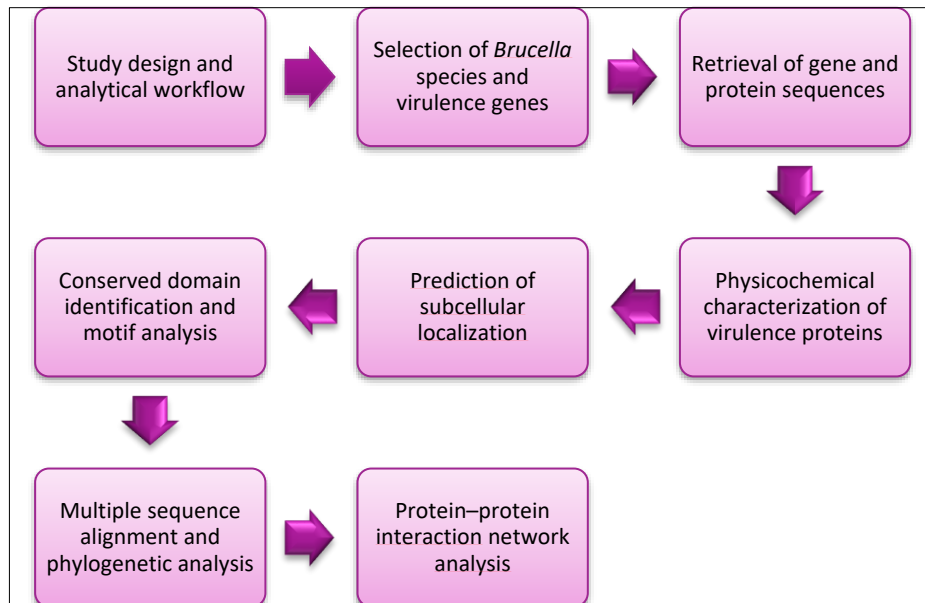 Study design and
analytical workflow
Selection of Brucella
species and
virulence genes
Retrieval of gene and
protein sequences
Physicochemical
characterization of
virulence proteins
Prediction of
subcellular
localization
Conserved domain
identification and
motif analysis
Multiple sequence
alignment and
phylogenetic analysis
Protein–protein
interaction network
analysis